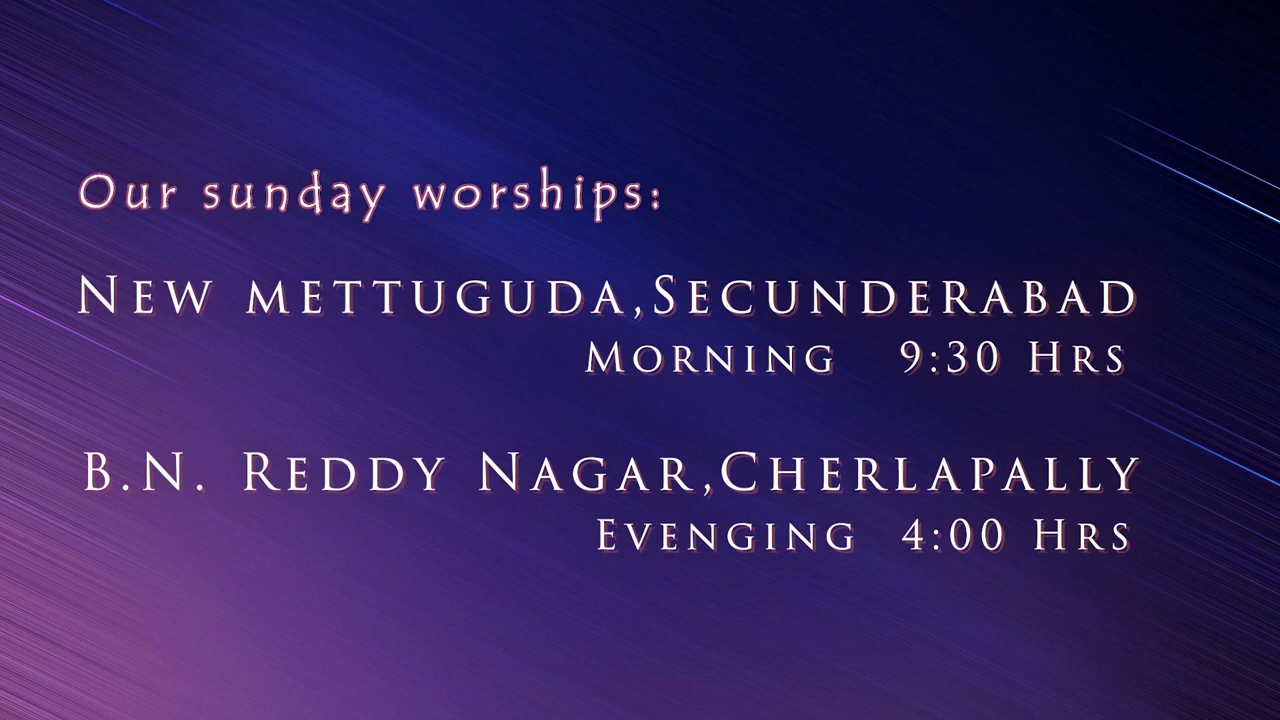 Our sunday worships:
New mettuguda,Secunderabad
Morning 9:30 Hrs
B.N. Reddy Nagar,Cherlapally
Evenging 4:00 Hrs